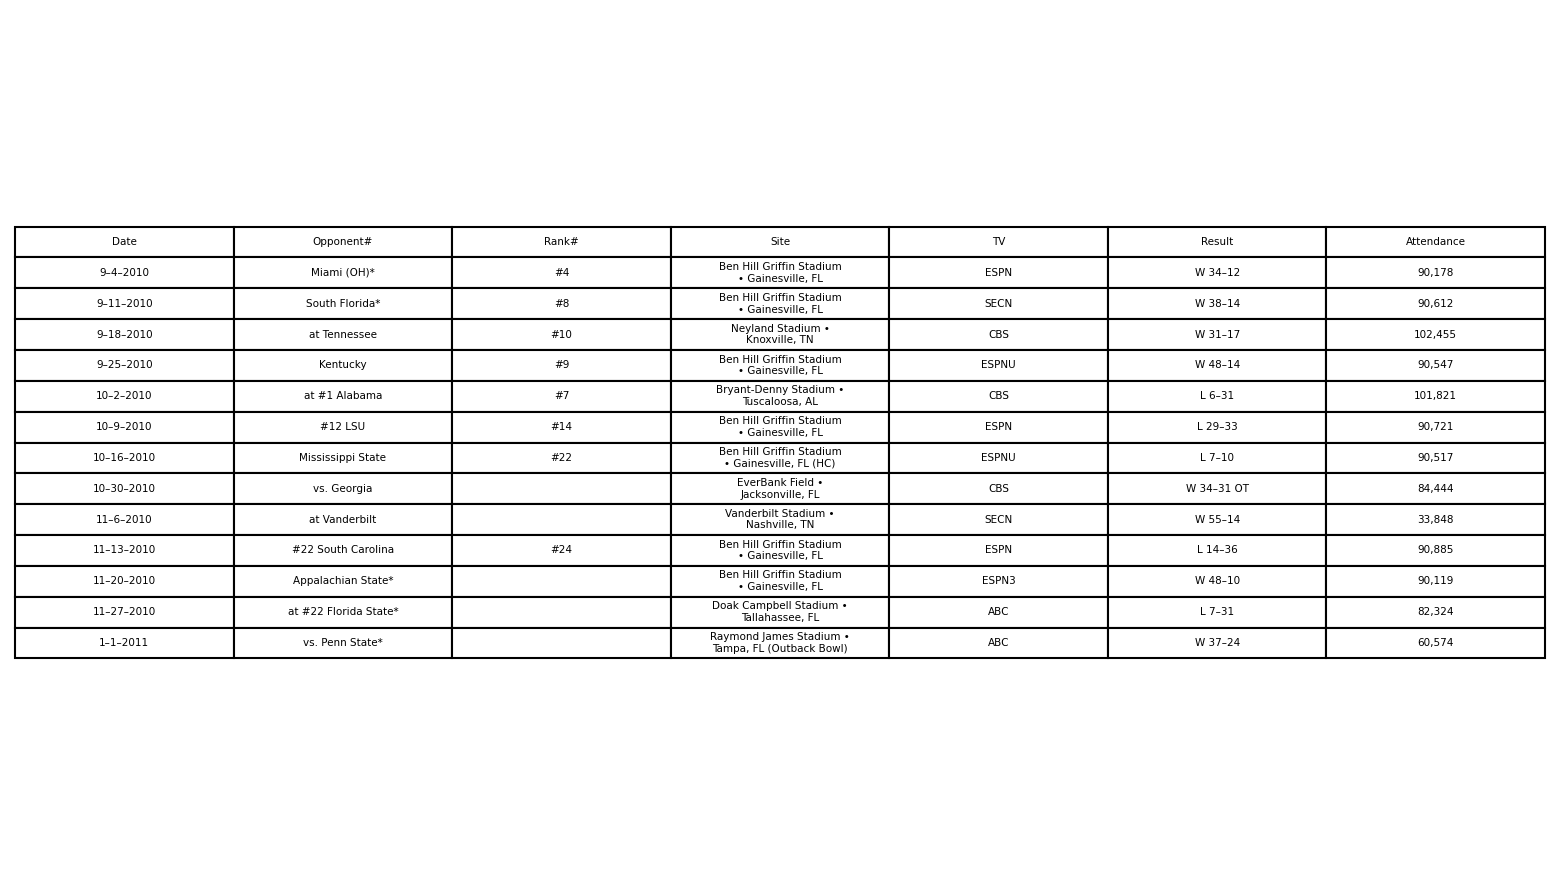 Date Opponent# Rank# Site TV Result Attendance
9–4–2010 Miami (OH)* #4 Ben Hill Griffin Stadium
• Gainesville, FL ESPN W 34–12 90,178
9–11–2010 South Florida* #8 Ben Hill Griffin Stadium
• Gainesville, FL SECN W 38–14 90,612
9–18–2010 at Tennessee #10 Neyland Stadium •
Knoxville, TN CBS W 31–17 102,455
9–25–2010 Kentucky #9 Ben Hill Griffin Stadium
• Gainesville, FL ESPNU W 48–14 90,547
10–2–2010 at #1 Alabama #7 Bryant-Denny Stadium •
Tuscaloosa, AL CBS L 6–31 101,821
10–9–2010 #12 LSU #14 Ben Hill Griffin Stadium
• Gainesville, FL ESPN L 29–33 90,721
10–16–2010 Mississippi State #22 Ben Hill Griffin Stadium
• Gainesville, FL (HC) ESPNU L 7–10 90,517
10–30–2010 vs. Georgia EverBank Field •
Jacksonville, FL CBS W 34–31 OT 84,444
11–6–2010 at Vanderbilt Vanderbilt Stadium •
Nashville, TN SECN W 55–14 33,848
11–13–2010 #22 South Carolina #24 Ben Hill Griffin Stadium
• Gainesville, FL ESPN L 14–36 90,885
11–20–2010 Appalachian State* Ben Hill Griffin Stadium
• Gainesville, FL ESPN3 W 48–10 90,119
11–27–2010 at #22 Florida State* Doak Campbell Stadium •
Tallahassee, FL ABC L 7–31 82,324
1–1–2011 vs. Penn State* Raymond James Stadium •
Tampa, FL (Outback Bowl) ABC W 37–24 60,574